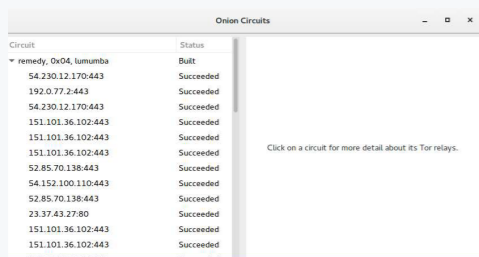 Onion Circuits
Circuit Status
remedy, 0x04, lumumba Built
54.230.12.170:443 Succeeded
192.0.77.2:443 Succeeded
54.230.12.170:443 Succeeded
151.101.36.102:443 Succeeded
151.101.36.102:443 Succeeded
151.101.36.102:443 Succeeded
52.85.70.138:443 Succeeded
54.152.100.110:443 Succeeded
52.85.70.138:443 Succeeded
23.37.43.27:80 Succeeded
151.101.36.102:443 Succeeded
151.101.36.102:443 Succeeded
Click on a circuit for more detail about its Tor relays.